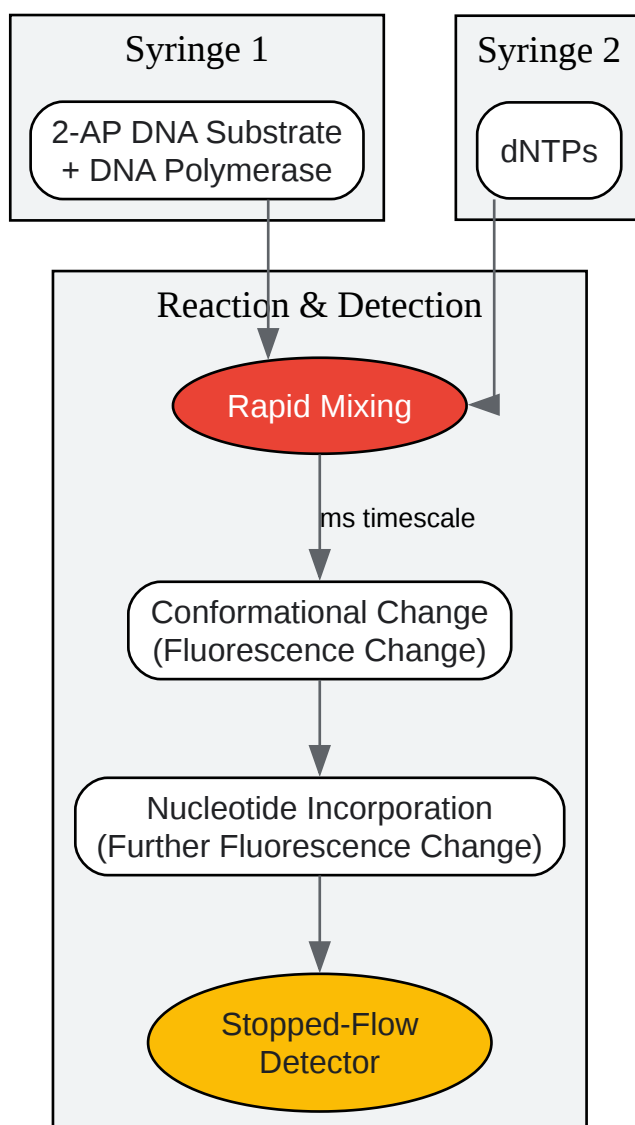 Syringe 1
Syringe 2
2-AP DNA Substrate
+ DNA Polymerase
dNTPs
Reaction & Detection
Rapid Mixing
ms timescale
Conformational Change
(Fluorescence Change)
Nucleotide Incorporation
(Further Fluorescence Change)
Stopped-Flow
Detector